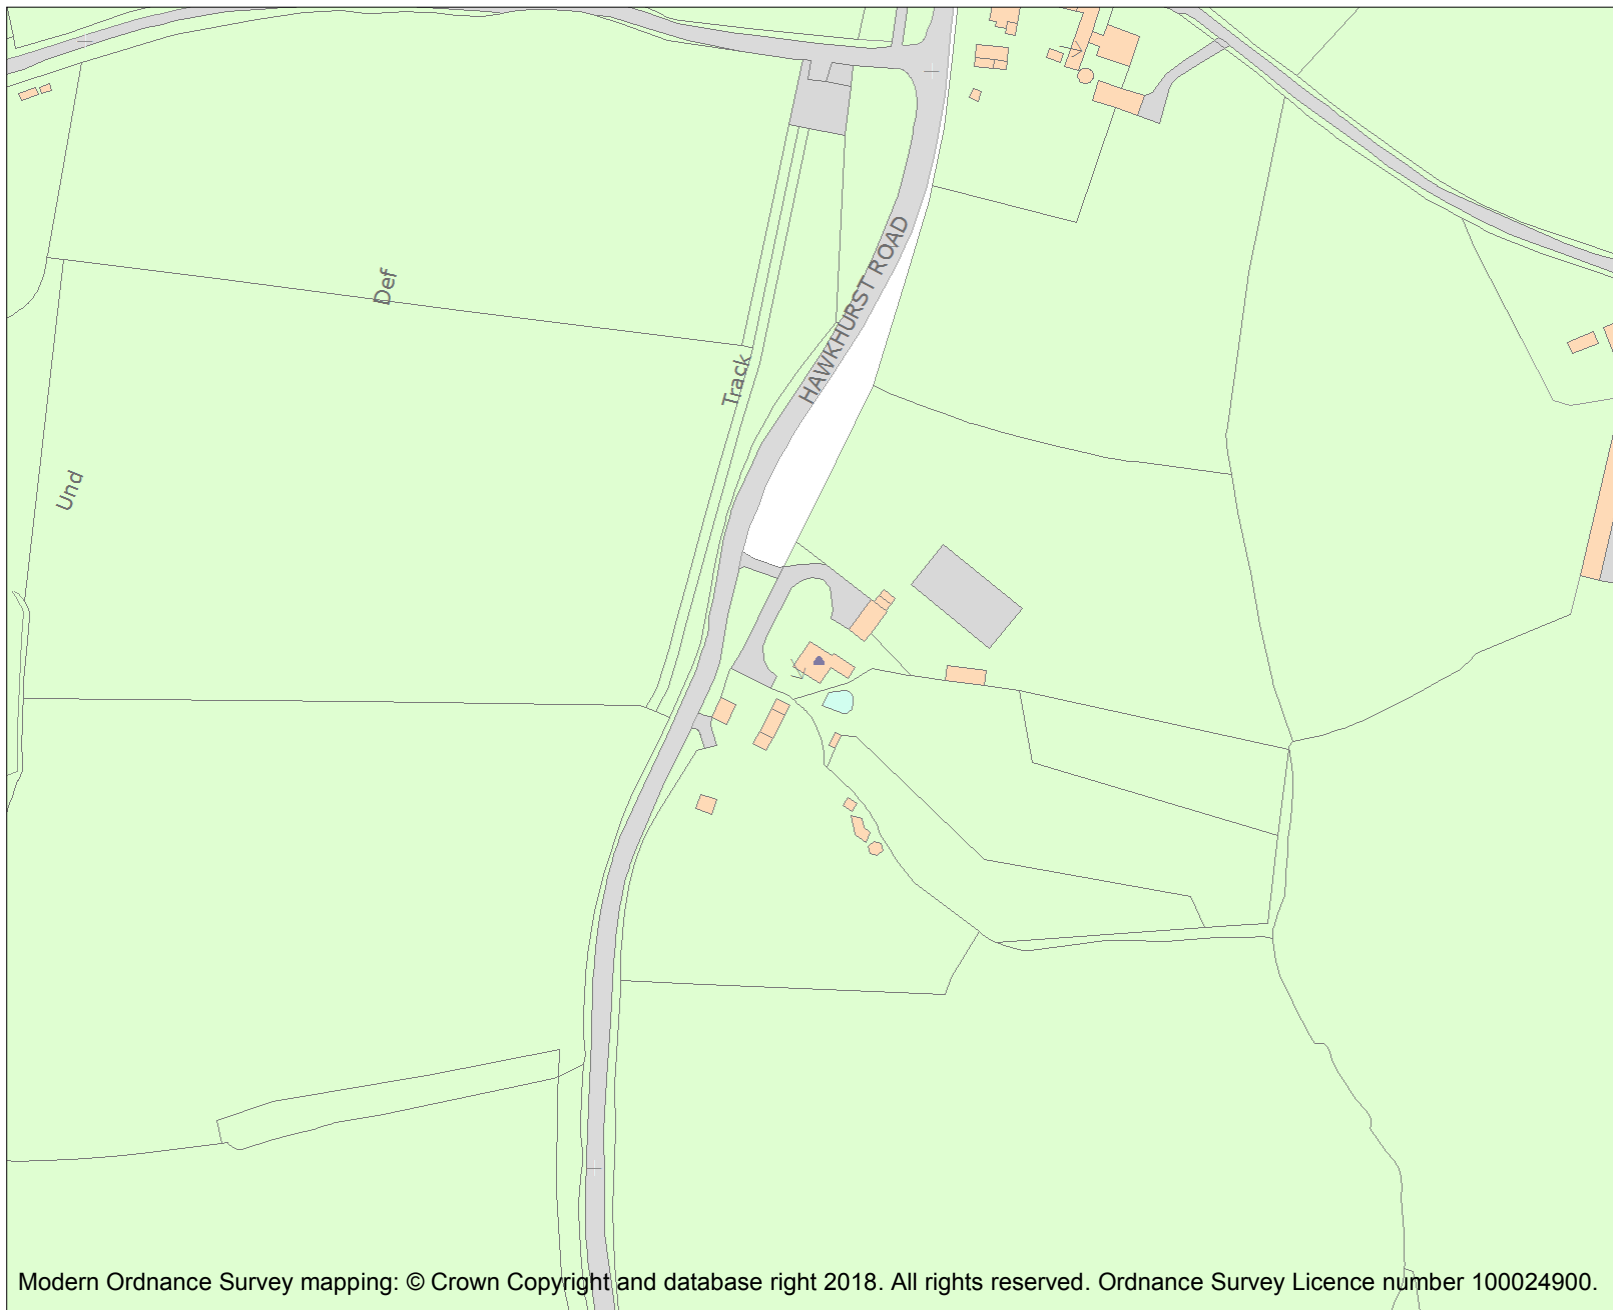 Def
HAWKHURST ROAD
Track
Und
Modern Ordnance Survey mapping: © Crown Copyright and database right 2018. All rights reserved. Ordnance Survey Licence number 100024900.